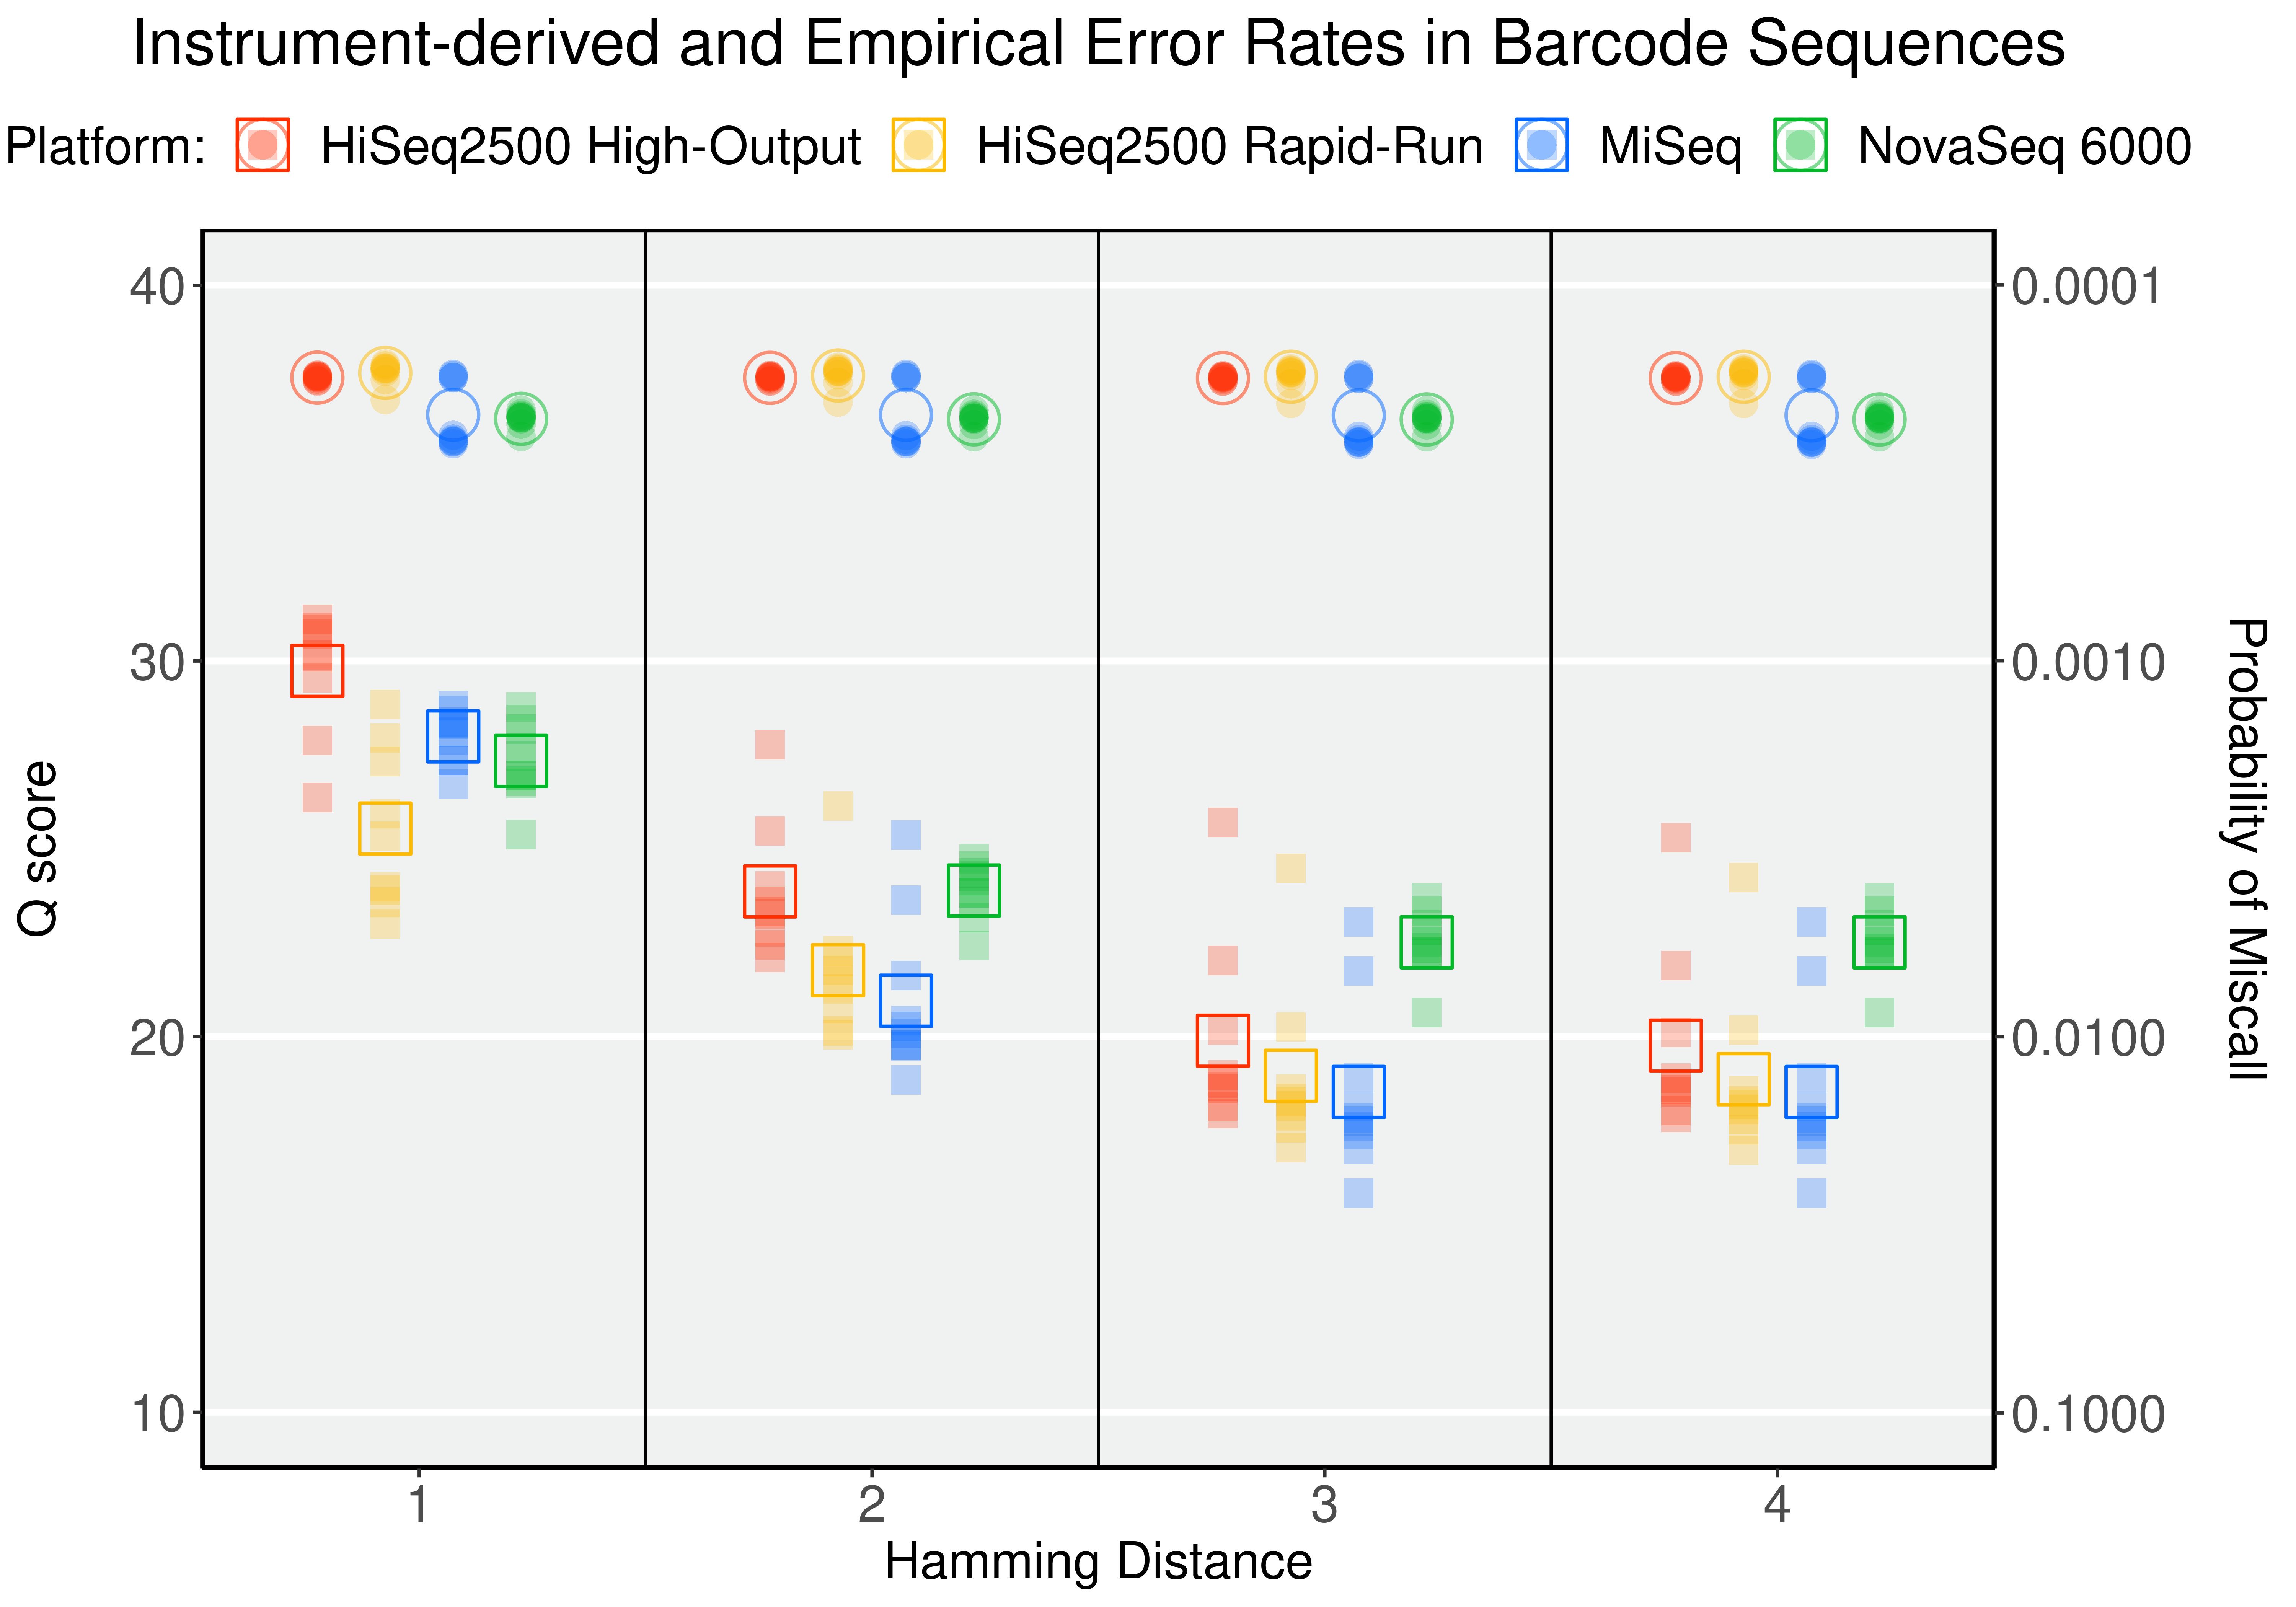 Instrument-derived and Empirical Error Rates in Barcode Sequences
Platform: HiSeq2500 High-Output HiSeq2500 Rapid-Run MiSeq NovaSeq 6000
Q score
40
30
20
10
0.0001
0.0010
0.0100
0.1000
Probability of Miscall
1 2 3 4
Hamming Distance